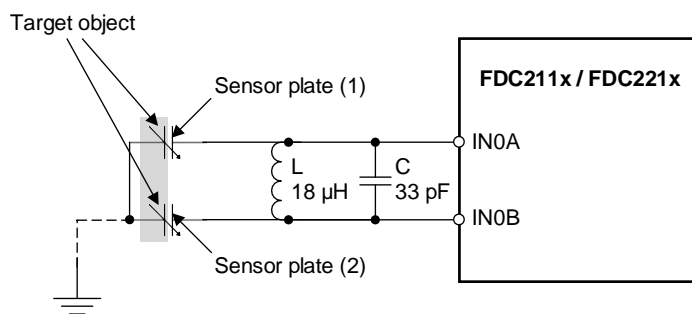 Target object
Sensor plate (1)
FDC211x / FDC221x
IN0A
L
18 µH
C
33 pF
IN0B
Sensor plate (2)